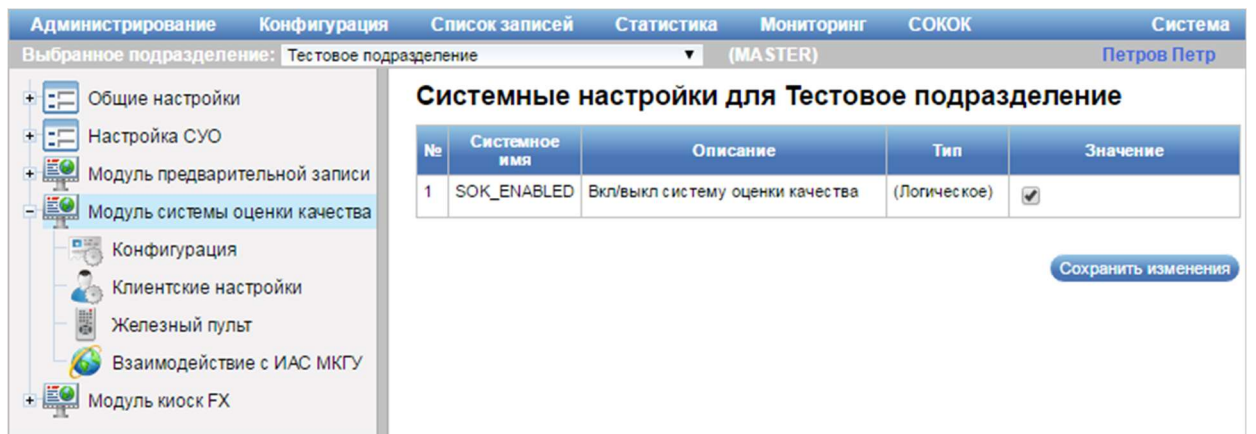 Администрирование Конфигурация Список записей Статистика Мониторинг СОКОК Система
Выбранное подразделение: Тестовое подразделение (MASTER) Петров Петр
Общие настройки
Настройка СУО
Модуль предварительной записи
Модуль системы оценки качества
Конфигурация
Клиентские настройки
Железный пульт
Взаимодействие с ИАС МКГУ
Модуль киоск FX
Системные настройки для Тестовое подразделение
№ Системное имя Описание Тип Значение
1 SOK_ENABLED Вкл/выкл систему оценки качества (Логическое)
Сохранить изменения